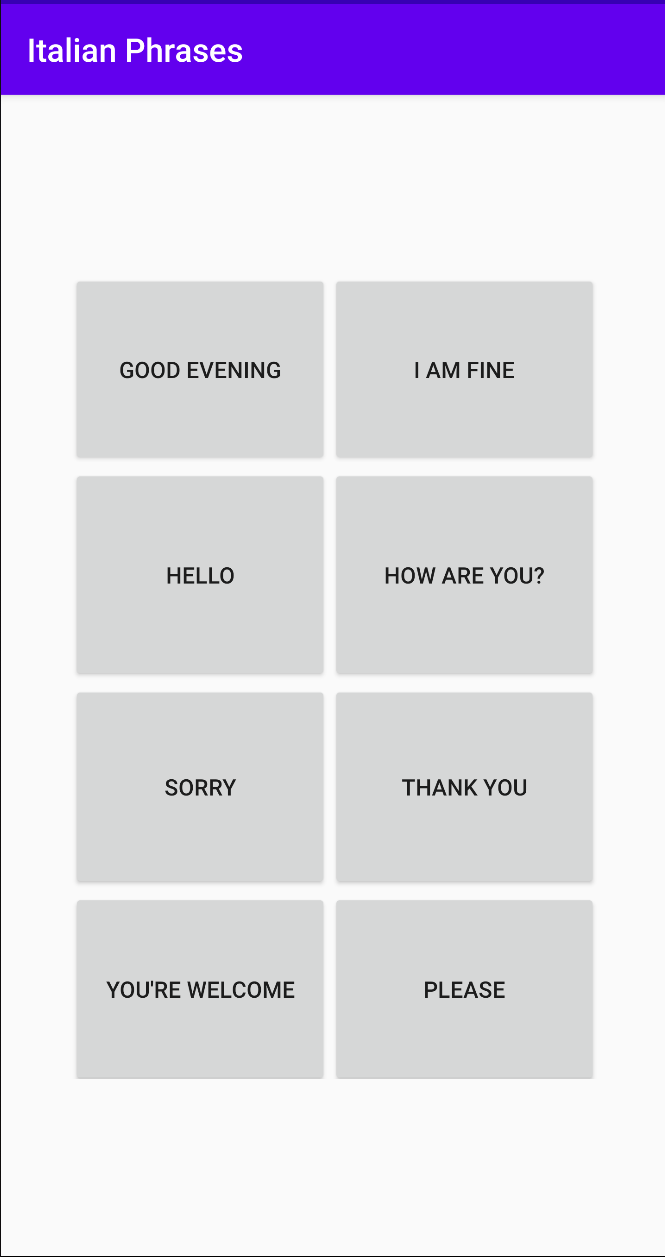 Italian Phrases
GOOD EVENING
I AM FINE
HELLO
HOW ARE YOU?
SORRY
THANK YOU
YOU'RE WELCOME
PLEASE